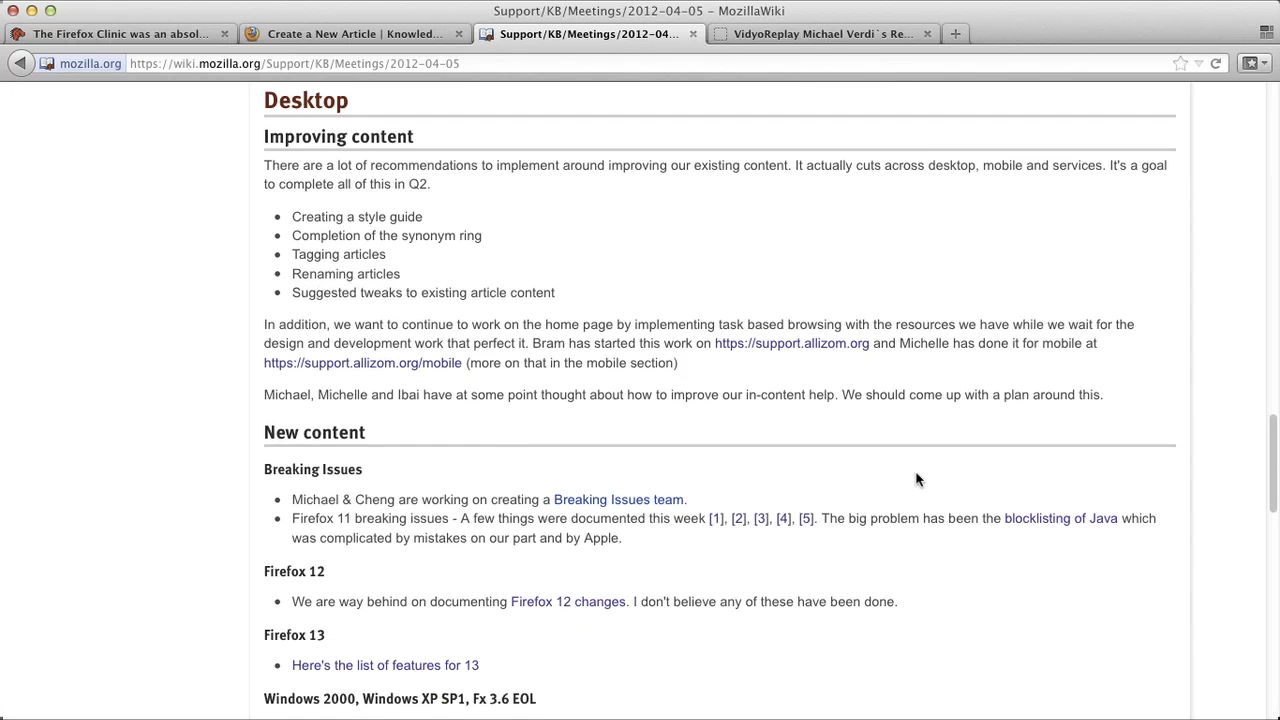 Support/KB/Meetings/2012-04-05 – MozillaWiki
The Firefox Clinic was an absol...
Create a New Article | Knowled...
Support/KB/Meetings/2012-04...
VidyoReplay Michael Verdi`s Re...
mozilla.org https://wiki.mozilla.org/Support/KB/Meetings/2012-04-05
Desktop
Improving content
There are a lot of recommendations to implement around improving our existing content. It actually cuts across desktop, mobile and services. It's a goal
to complete all of this in Q2.
Creating a style guide
Completion of the synonym ring
Tagging articles
Renaming articles
Suggested tweaks to existing article content
In addition, we want to continue to work on the home page by implementing task based browsing with the resources we have while we wait for the
design and development work that perfect it. Bram has started this work on https://support.allizom.org and Michelle has done it for mobile at
https://support.allizom.org/mobile (more on that in the mobile section)
Michael, Michelle and Ibai have at some point thought about how to improve our in-content help. We should come up with a plan around this.
New content
Breaking Issues
Michael & Cheng are working on creating a Breaking Issues team.
Firefox 11 breaking issues - A few things were documented this week [1], [2], [3], [4], [5]. The big problem has been the blocklisting of Java which
was complicated by mistakes on our part and by Apple.
Firefox 12
We are way behind on documenting Firefox 12 changes. I don't believe any of these have been done.
Firefox 13
Here's the list of features for 13
Windows 2000, Windows XP SP1, Fx 3.6 EOL